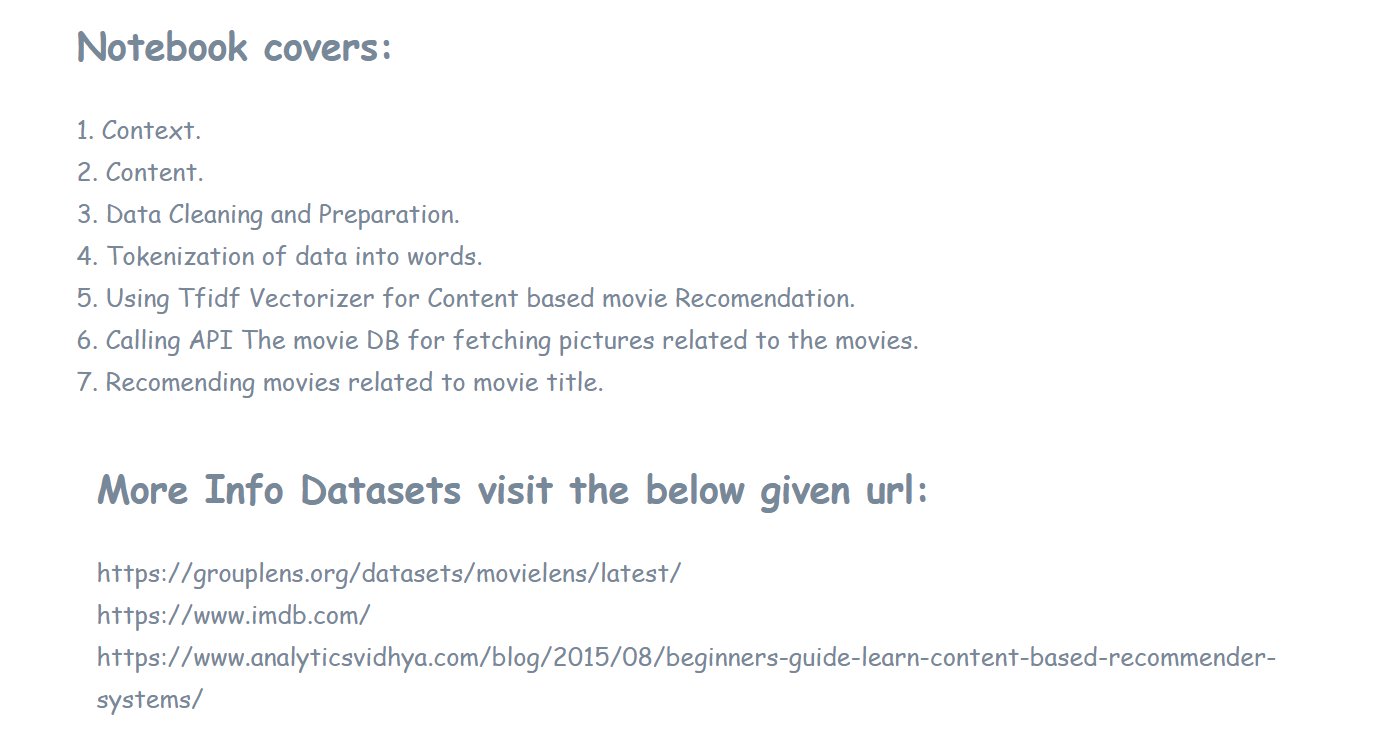 Notebook covers:
1. Context.
2. Content.
3. Data Cleaning and Preparation.
4. Tokenization of data into words.
5. Using Tfidf Vectorizer for Content based movie Recomendation.
6. Calling API The movie DB for fetching pictures related to the movies.
7. Recomending movies related to movie title.
More Info Datasets visit the below given url:
https://grouplens.org/datasets/movielens/latest/
https://www.imdb.com/
https://www.analyticsvidhya.com/blog/2015/08/beginners-guide-learn-content-based-recommender-
systems/